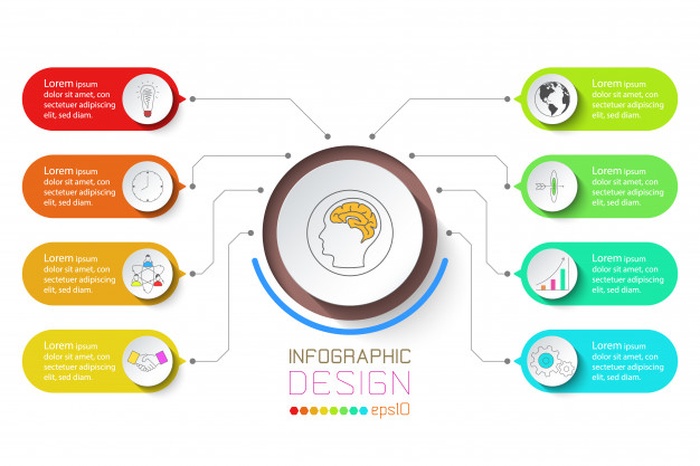 Lorem ipsum
dolor sit amet, con
sectetuer adipiscing
elit, sed diam.
Lorem ipsum
dolor sit amet, con
sectetuer adipiscing
elit, sed diam.
Lorem ipsum
dolor sit amet, con
sectetuer adipiscing
elit, sed diam.
Lorem ipsum
dolor sit amet, con
sectetuer adipiscing
elit, sed diam.
Lorem ipsum
dolor sit amet, con
sectetuer adipiscing
elit, sed diam.
Lorem ipsum
dolor sit amet, con
sectetuer adipiscing
elit, sed diam.
Lorem ipsum
dolor sit amet, con
sectetuer adipiscing
elit, sed diam.
Lorem ipsum
dolor sit amet, con
sectetuer adipiscing
elit, sed diam.
INFOGRAPHIC
DESIGN
eps10